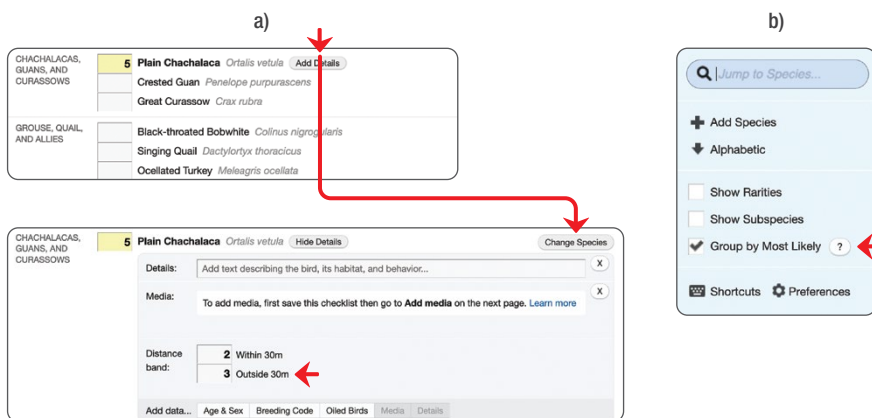 a)
CHACHALACAS, GUANS, AND CURASSOWS
5 Plain Chachalaca Ortalis vetula Add Details
Crested Guan Penelope purpurascens
Great Curassow Crax rubra
GROUSE, QUAIL, AND ALLIES
Black-throated Bobwhite Colinus nigrogularis
Singing Quail Dactylortyx thoracicus
Ocellated Turkey Meleagris ocellata
CHACHALACAS, GUANS, AND CURASSOWS
5 Plain Chachalaca Ortalis vetula Hide Details Change Species
Details: Add text describing the bird, its habitat, and behavior... X
Media: To add media, first save this checklist then go to Add media on the next page. Learn more X
Distance band:
2 Within 30m
3 Outside 30m
Add data... Age & Sex Breeding Code Oiled Birds Media Details
b)
Jump to Species...
Add Species
Alphabetic
Show Rarities
Show Subspecies
Group by Most Likely ?
Shortcuts Preferences